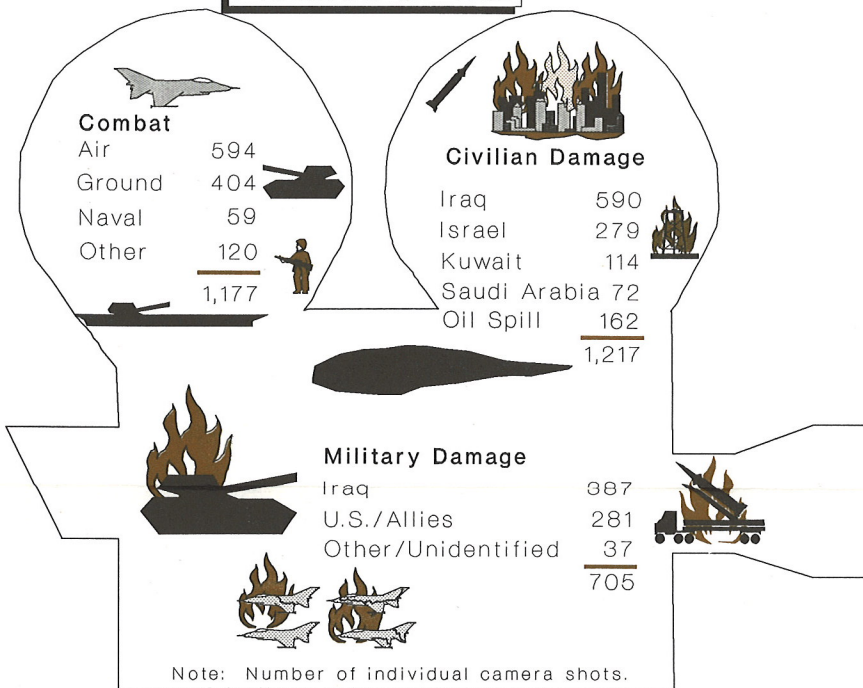 Combat
Air 594
Ground 404
Naval 59
Other 120
1,177
Civilian Damage
Iraq 590
Israel 279
Kuwait 114
Saudi Arabia 72
Oil Spill 162
1,217
Military Damage
Iraq 387
U.S./Allies 281
Other/Unidentified 37
705
Note: Number of individual camera shots.